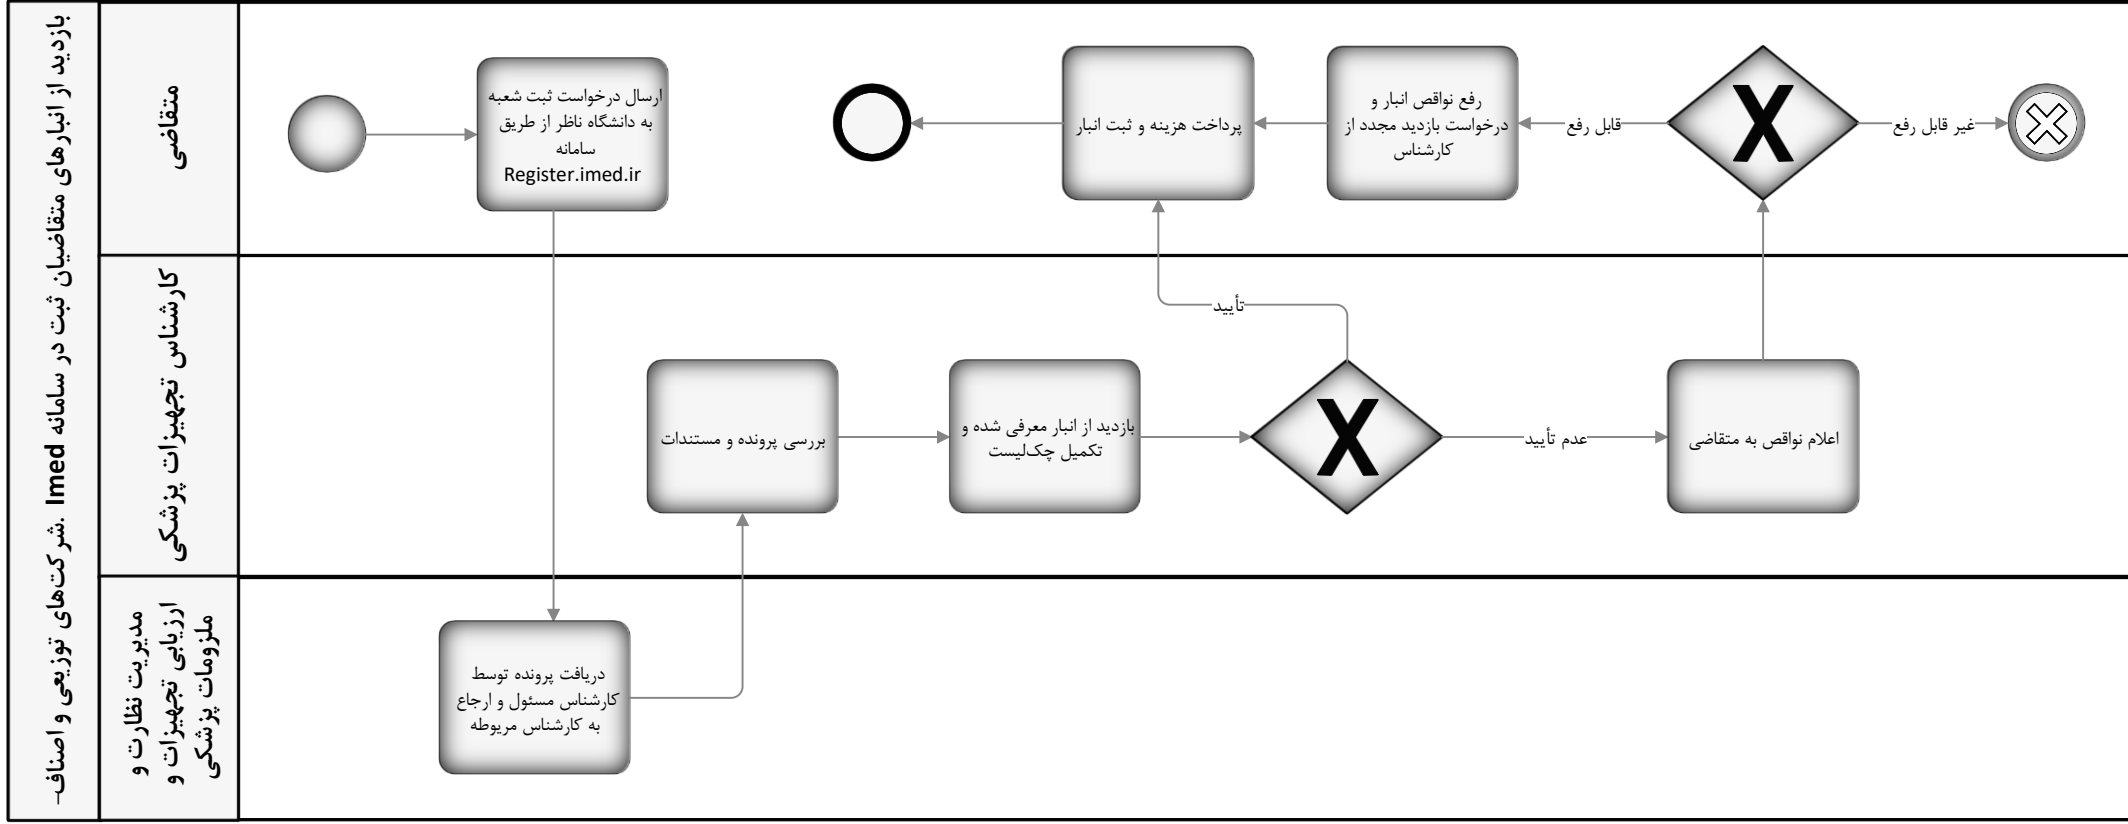 بازدید از انبارهای متقاضیان ثبت در سامانه Imed .شرکت‌های توزیعی و اصناف–
متقاضی
ارسال درخواست ثبت شعبه
به دانشگاه ناظر از طریق
سامانه
Register.imed.ir
پرداخت هزینه و ثبت انبار
رفع نواقص انبار و
درخواست بازدید مجدد از
کارشناس
قابل رفع
غیر قابل رفع
کارشناس تجهیزات پزشکی
تأیید
بررسی پرونده و مستندات
بازدید از انبار معرفی شده و
تکمیل چک‌لیست
عدم تأیید
اعلام نواقص به متقاضی
مدیریت نظارت و
ارزیابی تجهیزات و
ملزومات پزشکی
دریافت پرونده توسط
کارشناس مسئول و ارجاع
به کارشناس مربوطه